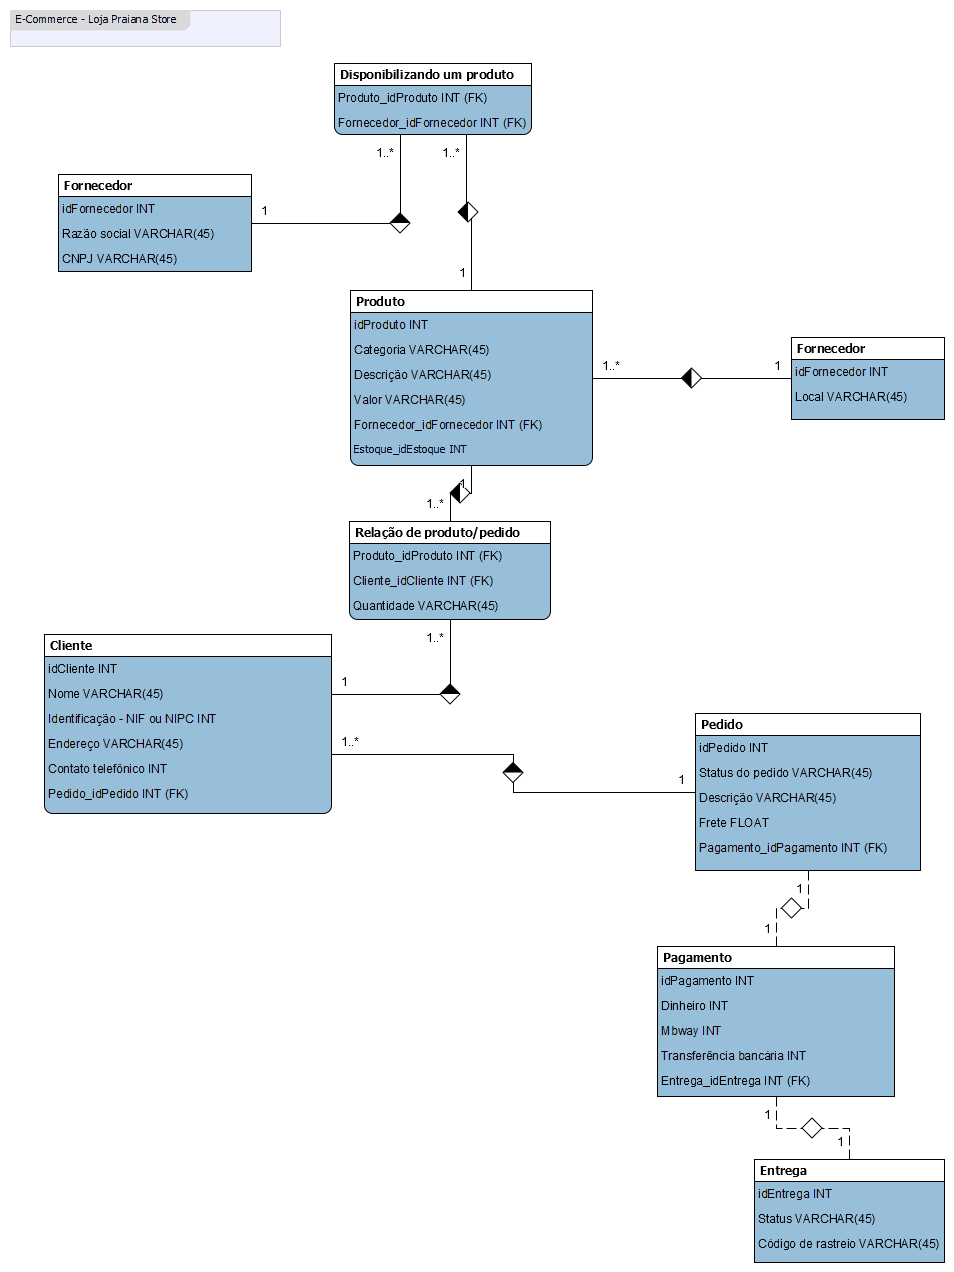 E-Commerce - Loja Praiana Store
Disponibilizando um produto
Produto_idProduto INT (FK)
Fornecedor_idFornecedor INT (FK)
1..*
1..*
Fornecedor
idFornecedor INT
Razão social VARCHAR(45)
CNPJ VARCHAR(45)
1
1
Produto
idProduto INT
Categoria VARCHAR(45)
Descrição VARCHAR(45)
Valor VARCHAR(45)
Fornecedor_idFornecedor INT (FK)
Estoque_idEstoque INT
1..*
1
Fornecedor
idFornecedor INT
Local VARCHAR(45)
1
1..*
Relação de produto/pedido
Produto_idProduto INT (FK)
Cliente_idCliente INT (FK)
Quantidade VARCHAR(45)
1..*
Cliente
idCliente INT
Nome VARCHAR(45)
Identificação - NIF ou NIPC INT
Endereço VARCHAR(45)
Contato telefônico INT
Pedido_idPedido INT (FK)
1
1..*
1
Pedido
idPedido INT
Status do pedido VARCHAR(45)
Descrição VARCHAR(45)
Frete FLOAT
Pagamento_idPagamento INT (FK)
1
1
Pagamento
idPagamento INT
Dinheiro INT
Mbway INT
Transferência bancária INT
Entrega_idEntrega INT (FK)
1
1
Entrega
idEntrega INT
Status VARCHAR(45)
Código de rastreio VARCHAR(45)